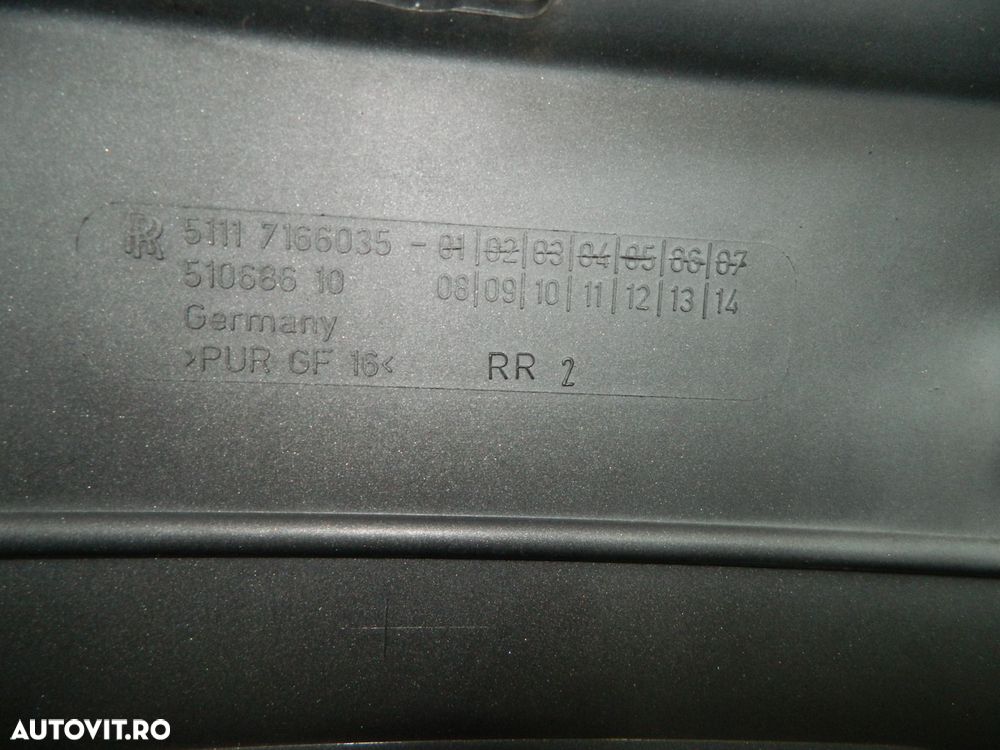 RR 5111 7166035 - 01|02|03|04|05|06|07
510686 10 08|09|10|11|12|13|14
Germany
>PUR GF 16< RR 2
AUTOVIT.RO